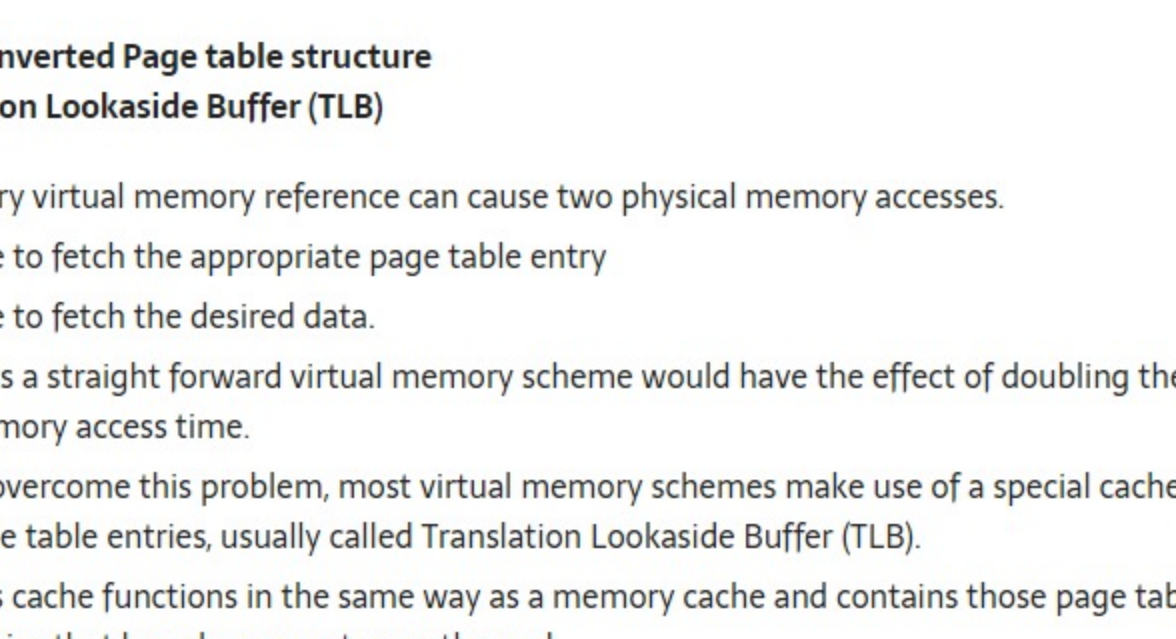 nverted Page table structure
on Lookaside Buffer (TLB)
ry virtual memory reference can cause two physical memory accesses.
e to fetch the appropriate page table entry
e to fetch the desired data.
s a straight forward virtual memory scheme would have the effect of doubling the
mory access time.
overcome this problem, most virtual memory schemes make use of a special cache
e table entries, usually called Translation Lookaside Buffer (TLB).
s cache functions in the same way as a memory cache and contains those page tab